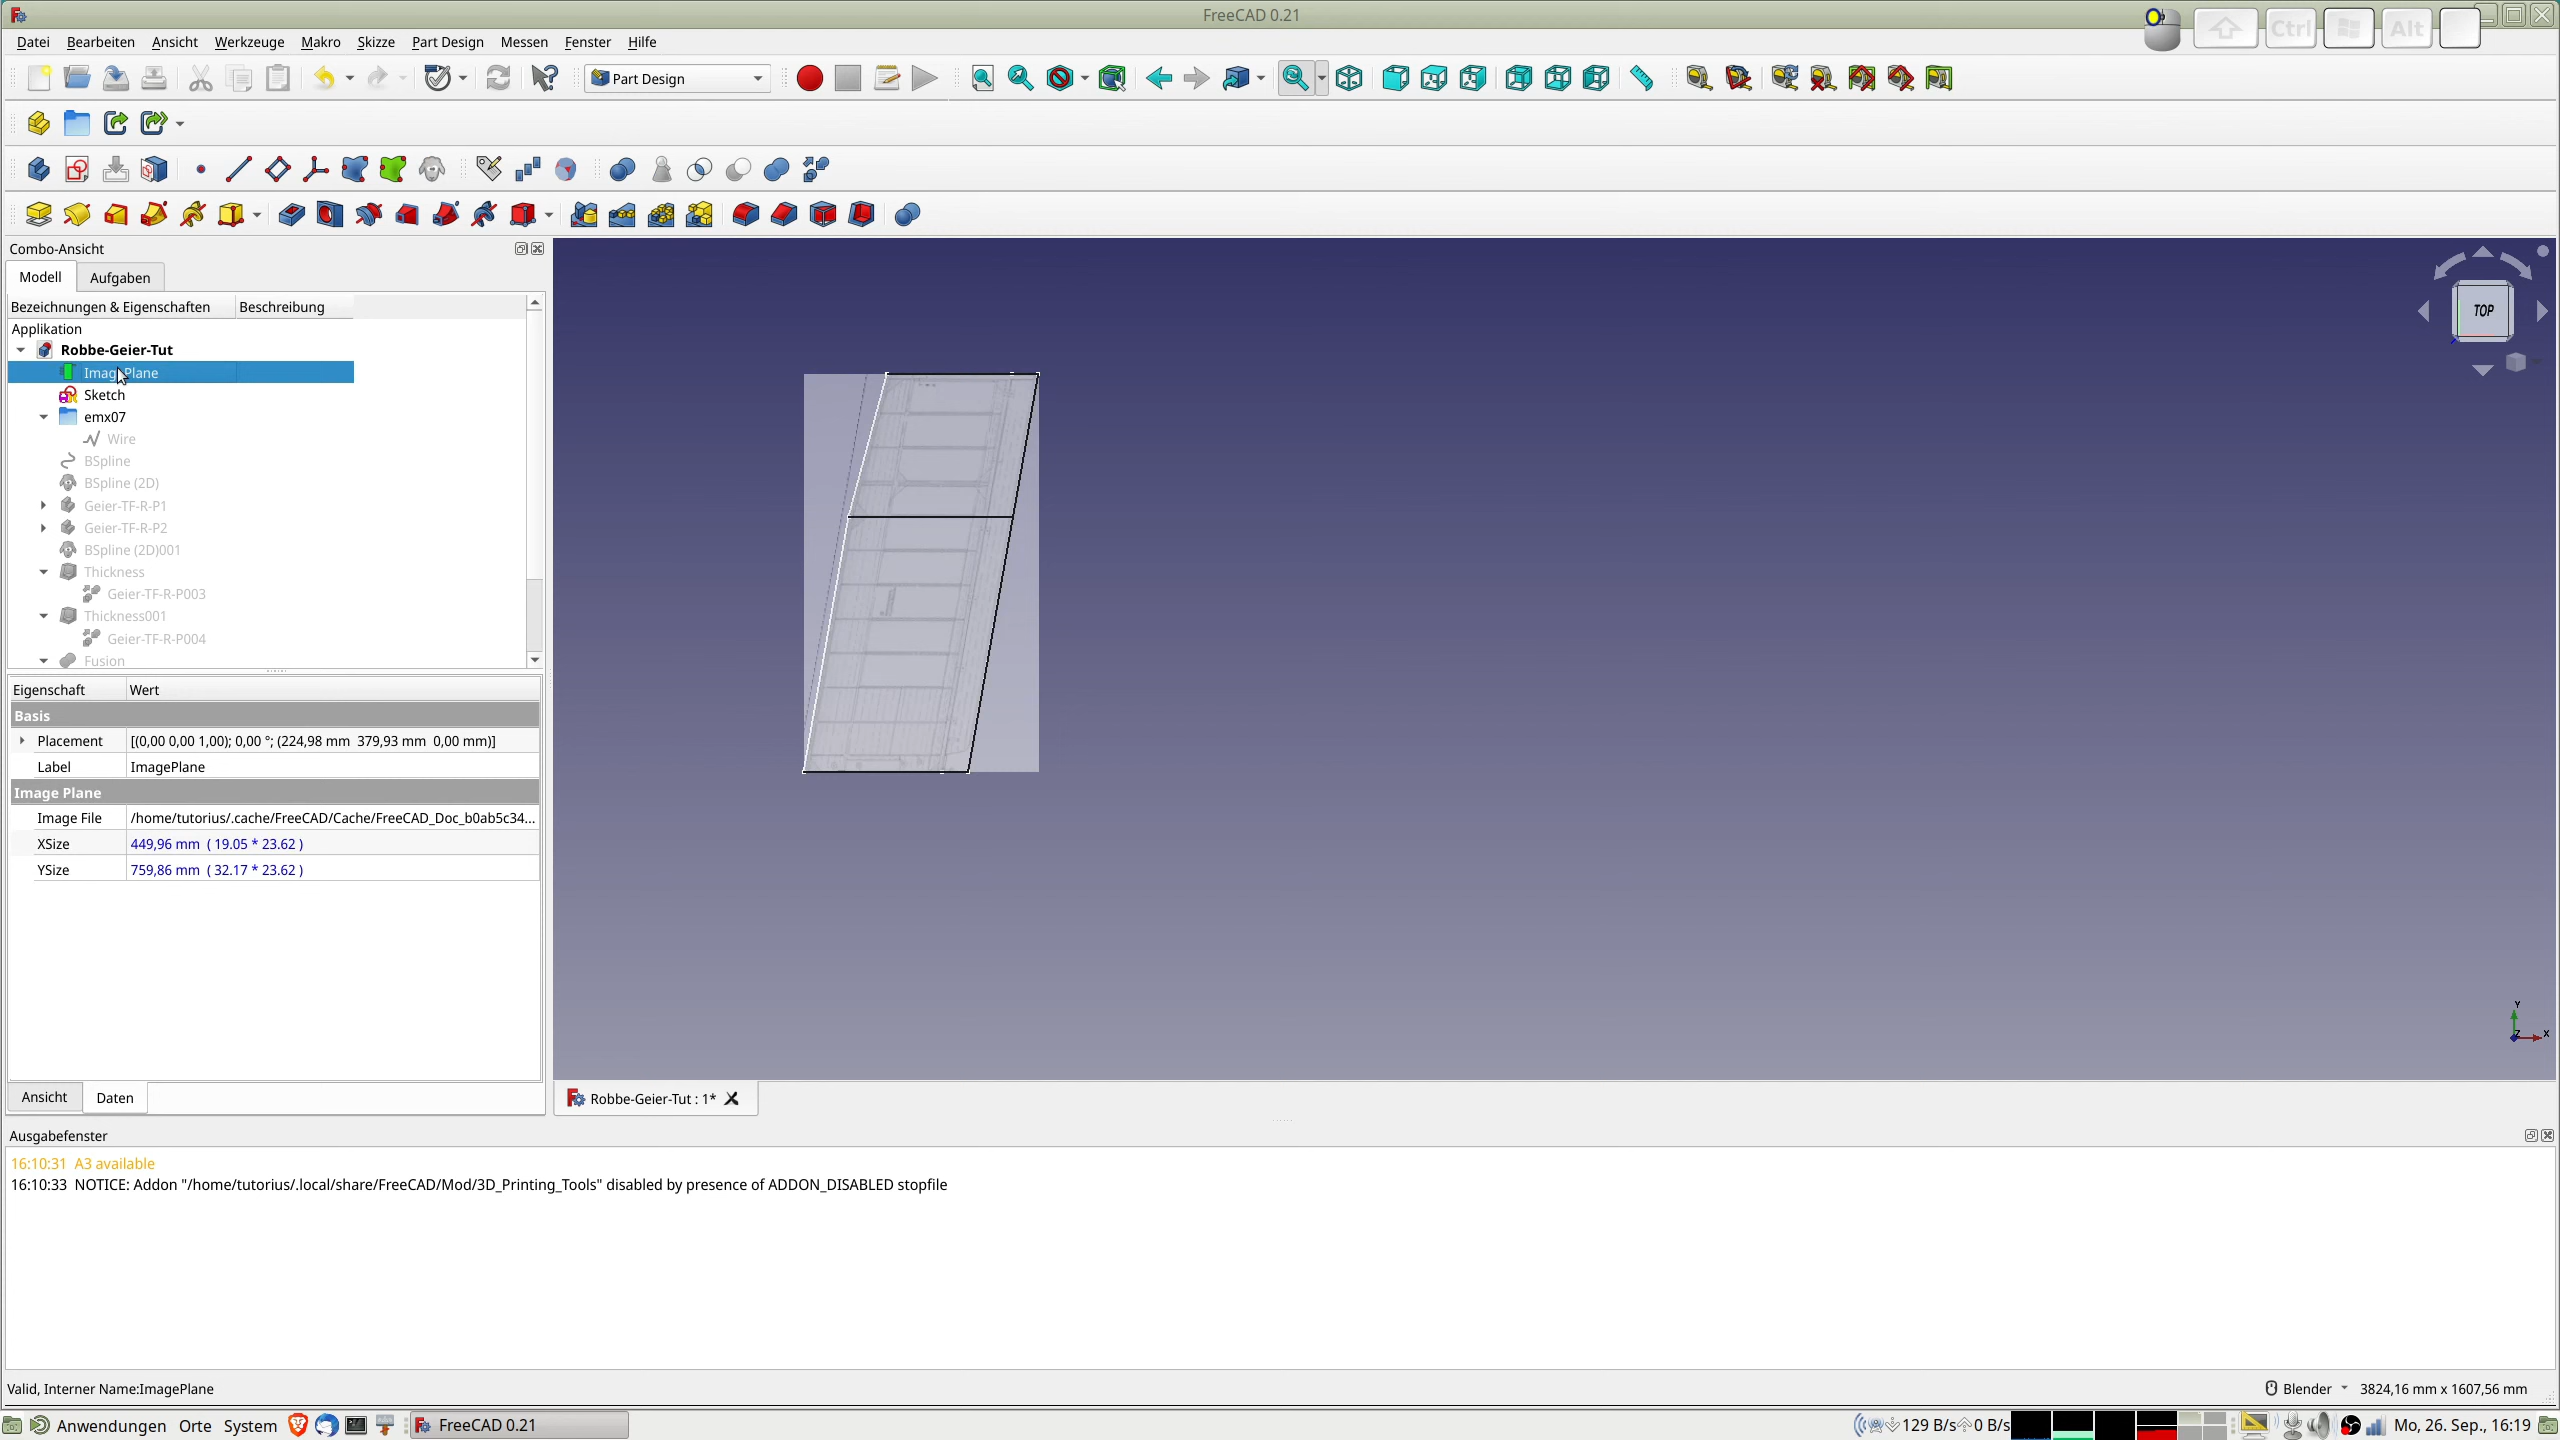 FreeCAD 0.21
Ctrl
Alt
Datei
Bearbeiten
Ansicht
Werkzeuge
Makro
Skizze
Part Design
Messen
Fenster
Hilfe
Part Design
Combo-Ansicht
Modell
Aufgaben
Bezeichnungen & Eigenschaften
Beschreibung
Applikation
Robbe-Geier-Tut
ImagePlane
Sketch
emx07
Wire
BSpline
BSpline (2D)
Geier-TF-R-P1
Geier-TF-R-P2
BSpline (2D)001
Thickness
Geier-TF-R-P003
Thickness001
Geier-TF-R-P004
Fusion
TOP
Y
X
Z
Eigenschaft
Wert
Basis
Placement
[(0,00 0,00 1,00); 0,00 °; (224,98 mm  379,93 mm  0,00 mm)]
Label
ImagePlane
Image Plane
Image File
/home/tutorius/.cache/FreeCAD/Cache/FreeCAD_Doc_b0ab5c34...
XSize
449,96 mm  ( 19.05 * 23.62 )
YSize
759,86 mm  ( 32.17 * 23.62 )
Ansicht
Daten
Robbe-Geier-Tut : 1*
Ausgabefenster
16:10:31  A3 available
16:10:33  NOTICE: Addon "/home/tutorius/.local/share/FreeCAD/Mod/3D_Printing_Tools" disabled by presence of ADDON_DISABLED stopfile
Valid, Interner Name:ImagePlane
Blender
3824,16 mm x 1607,56 mm
Anwendungen
Orte
System
FreeCAD 0.21
129 B/s
0 B/s
Mo, 26. Sep., 16:19